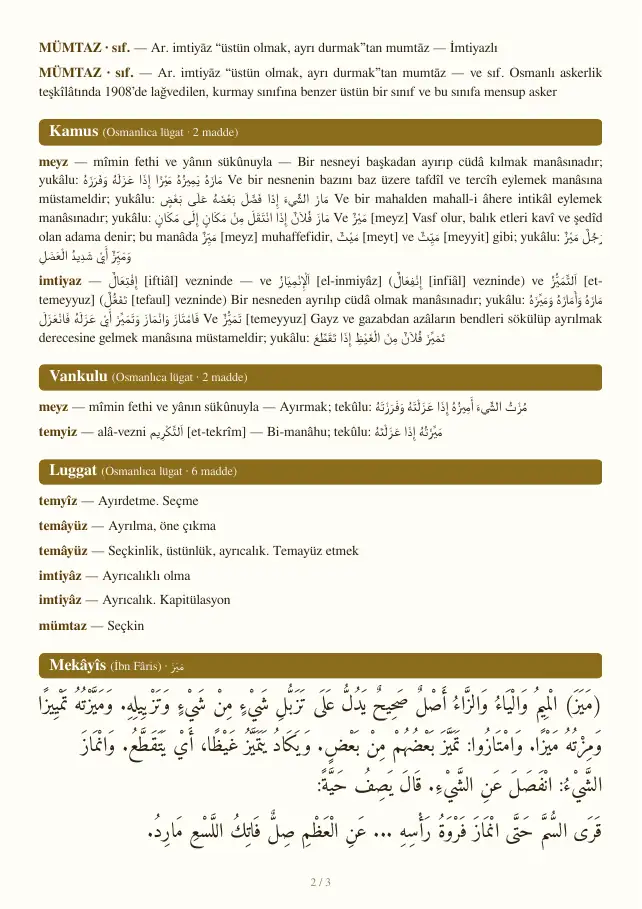 MÜMTAZ · sıf. — Ar. imtiyāz “üstün olmak, ayrı durmak”tan mumtāz — İmtiyazlı
MÜMTAZ · sıf. — Ar. imtiyāz “üstün olmak, ayrı durmak”tan mumtāz — ve sıf. Osmanlı askerlik
teşkîlâtında 1908’de lağvedilen, kurmay sınıfına benzer üstün bir sınıf ve bu sınıfa mensup asker
Kamus (Osmanlıca lügat · 2 madde)
meyz — mîmin fethi ve yânın sükûnuyla — Bir nesneyi başkadan ayırıp cüdâ kılmak manâsınadır;
yukâlu: مَازَهُ يَمِيزُهُ مَيْزًا إِذَا عَزَلَهُ وَفَرَزَهُ Ve bir nesnenin bazını baz üzere tafdîl ve tercîh eylemek manâsına
müstameldir; yukâlu: مَازَ الشَّيْءَ إِذَا فَضَّلَ بَعْضَهُ عَلَى بَعْضٍ Ve bir mahalden mahall-i âhere intikâl eylemek
manâsınadır; yukâlu: مَازَ فُلاَنٌ إِذَا انْتَقَلَ مِنْ مَكَانٍ إِلَى مَكَانٍ Ve مَيْزٌ [meyz] Vasf olur, balık etleri kavî ve şedîd
olan adama denir; bu manâda مَيِّزٌ [meyz] muhaffefidir, مَيْتٌ [meyt] ve مَيِّتٌ [meyyit] gibi; yukâlu: رَجُلٌ مَيْزٌ
وَمَيِّزٌ أَيْ شَدِيدُ الْعَضَلِ
imtiyaz — إِفْتِعَالٌ [iftiâl] vezninde — ve اَلْإِنْمِيَازُ [el-inmiyâz] (إِنْفِعَالٌ [infiâl] vezninde) ve اَلتَّمَيُّزُ [et-
temeyyuz] (تَفَعُّلٌ [tefaul] vezninde) Bir nesneden ayrılıp cüdâ olmak manâsınadır; yukâlu: مَازَهُ وَأَمَازَهُ وَمَيَّزَهُ
فَامْتَازَ وَانْمَازَ وَتَمَيَّزَ أَيْ عَزَلَهُ فَانْعَزَلَ Ve تَمَيُّزٌ [temeyyuz] Gayz ve gazabdan azâların bendleri sökülüp ayrılmak
derecesine gelmek manâsına müstameldir; yukâlu: تَمَيَّزَ فُلاَنٌ مِنَ الْغَيْظِ إِذَا تَقَطَّعَ
Vankulu (Osmanlıca lügat · 2 madde)
meyz — mîmin fethi ve yânın sükûnuyla — Ayırmak; tekûlu: مِزْتُ الشَّيْءَ أَمِيزُهُ إِذَا عَزَلْتَهُ وَفَرَزْتَهُ
temyiz — alâ-vezni اَلتَّكْرِيمِ [et-tekrîm] — Bi-manâhu; tekûlu: مَيَّزْتُهُ إِذَا عَزَلْتَهُ
Luggat (Osmanlıca lügat · 6 madde)
temyîz — Ayırdetme. Seçme
temâyüz — Ayrılma, öne çıkma
temâyüz — Seçkinlik, üstünlük, ayrıcalık. Temayüz etmek
imtiyâz — Ayrıcalıklı olma
imtiyâz — Ayrıcalık. Kapitülasyon
mümtaz — Seçkin
Mekâyîs (İbn Fâris) · مَيَزَ
(مَيَزَ) الْمِيمُ وَالْيَاءُ وَالزَّاءُ أَصْلٌ صَحِيحٌ يَدُلُّ عَلَى تَزَيُّلِ شَيْءٍ مِنْ شَيْءٍ وَتَزْيِيلِهِ. وَمَيَّزْتُهُ تَمْيِيزًا
وَمِزْتُهُ مَيْزًا. وَامْتَازُوا: تَمَيَّزَ بَعْضُهُمْ مِنْ بَعْضٍ. وَيَكَادُ يَتَمَيَّزُ غَيْظًا، أَيْ يَتَقَطَّعُ. وَانْمَازَ
الشَّيْءُ: انْفَصَلَ عَنِ الشَّيْءِ. قَالَ يَصِفُ حَيَّةً:
قَرَى السُّمَّ حَتَّى انْمَازَ فَرْوَةُ رَأْسِهِ ... عَنِ الْعَظْمِ صِلٌّ فَاتِكُ اللَّسْعِ مَارِدُ.
2 / 3